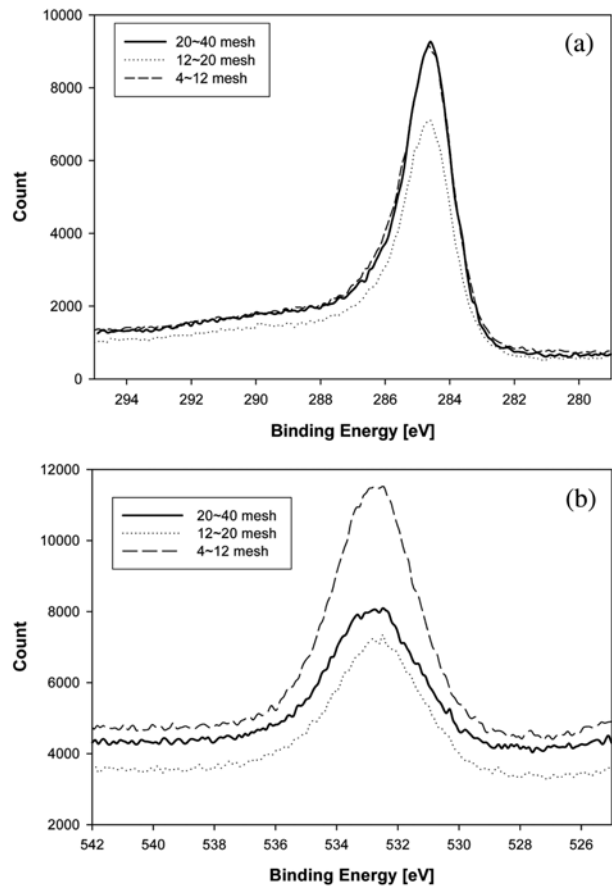 10000
(a)
20~40 mesh
12~20 mesh
4~12 mesh
8000
6000
Count
4000
2000
0
294 292 290 288 286 284 282 280
Binding Energy [eV]
12000
(b)
20~40 mesh
12~20 mesh
4~12 mesh
10000
8000
Count
6000
4000
2000
542 540 538 536 534 532 530 528 526
Binding Energy [eV]